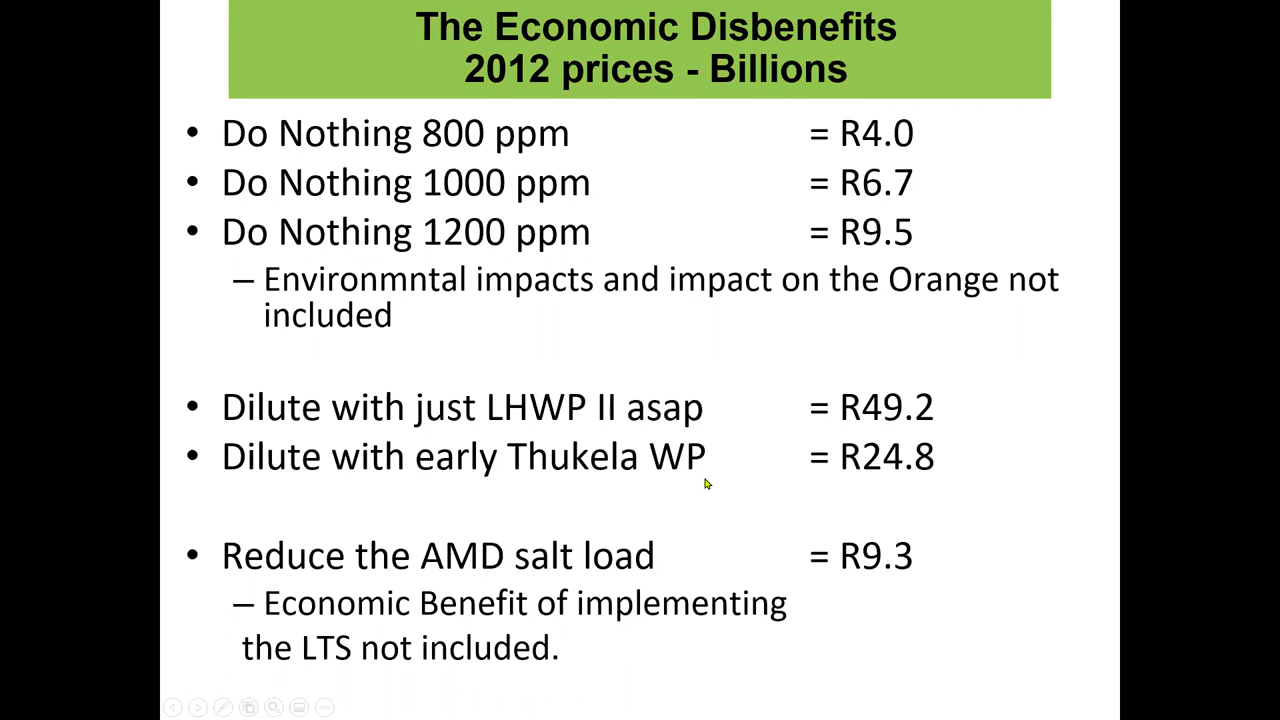 The Economic Disbenefits
2012 prices - Billions
• Do Nothing 800 ppm = R4.0
• Do Nothing 1000 ppm = R6.7
• Do Nothing 1200 ppm = R9.5
– Environmntal impacts and impact on the Orange not
included
• Dilute with just LHWP II asap = R49.2
• Dilute with early Thukela WP = R24.8
• Reduce the AMD salt load = R9.3
– Economic Benefit of implementing
the LTS not included.